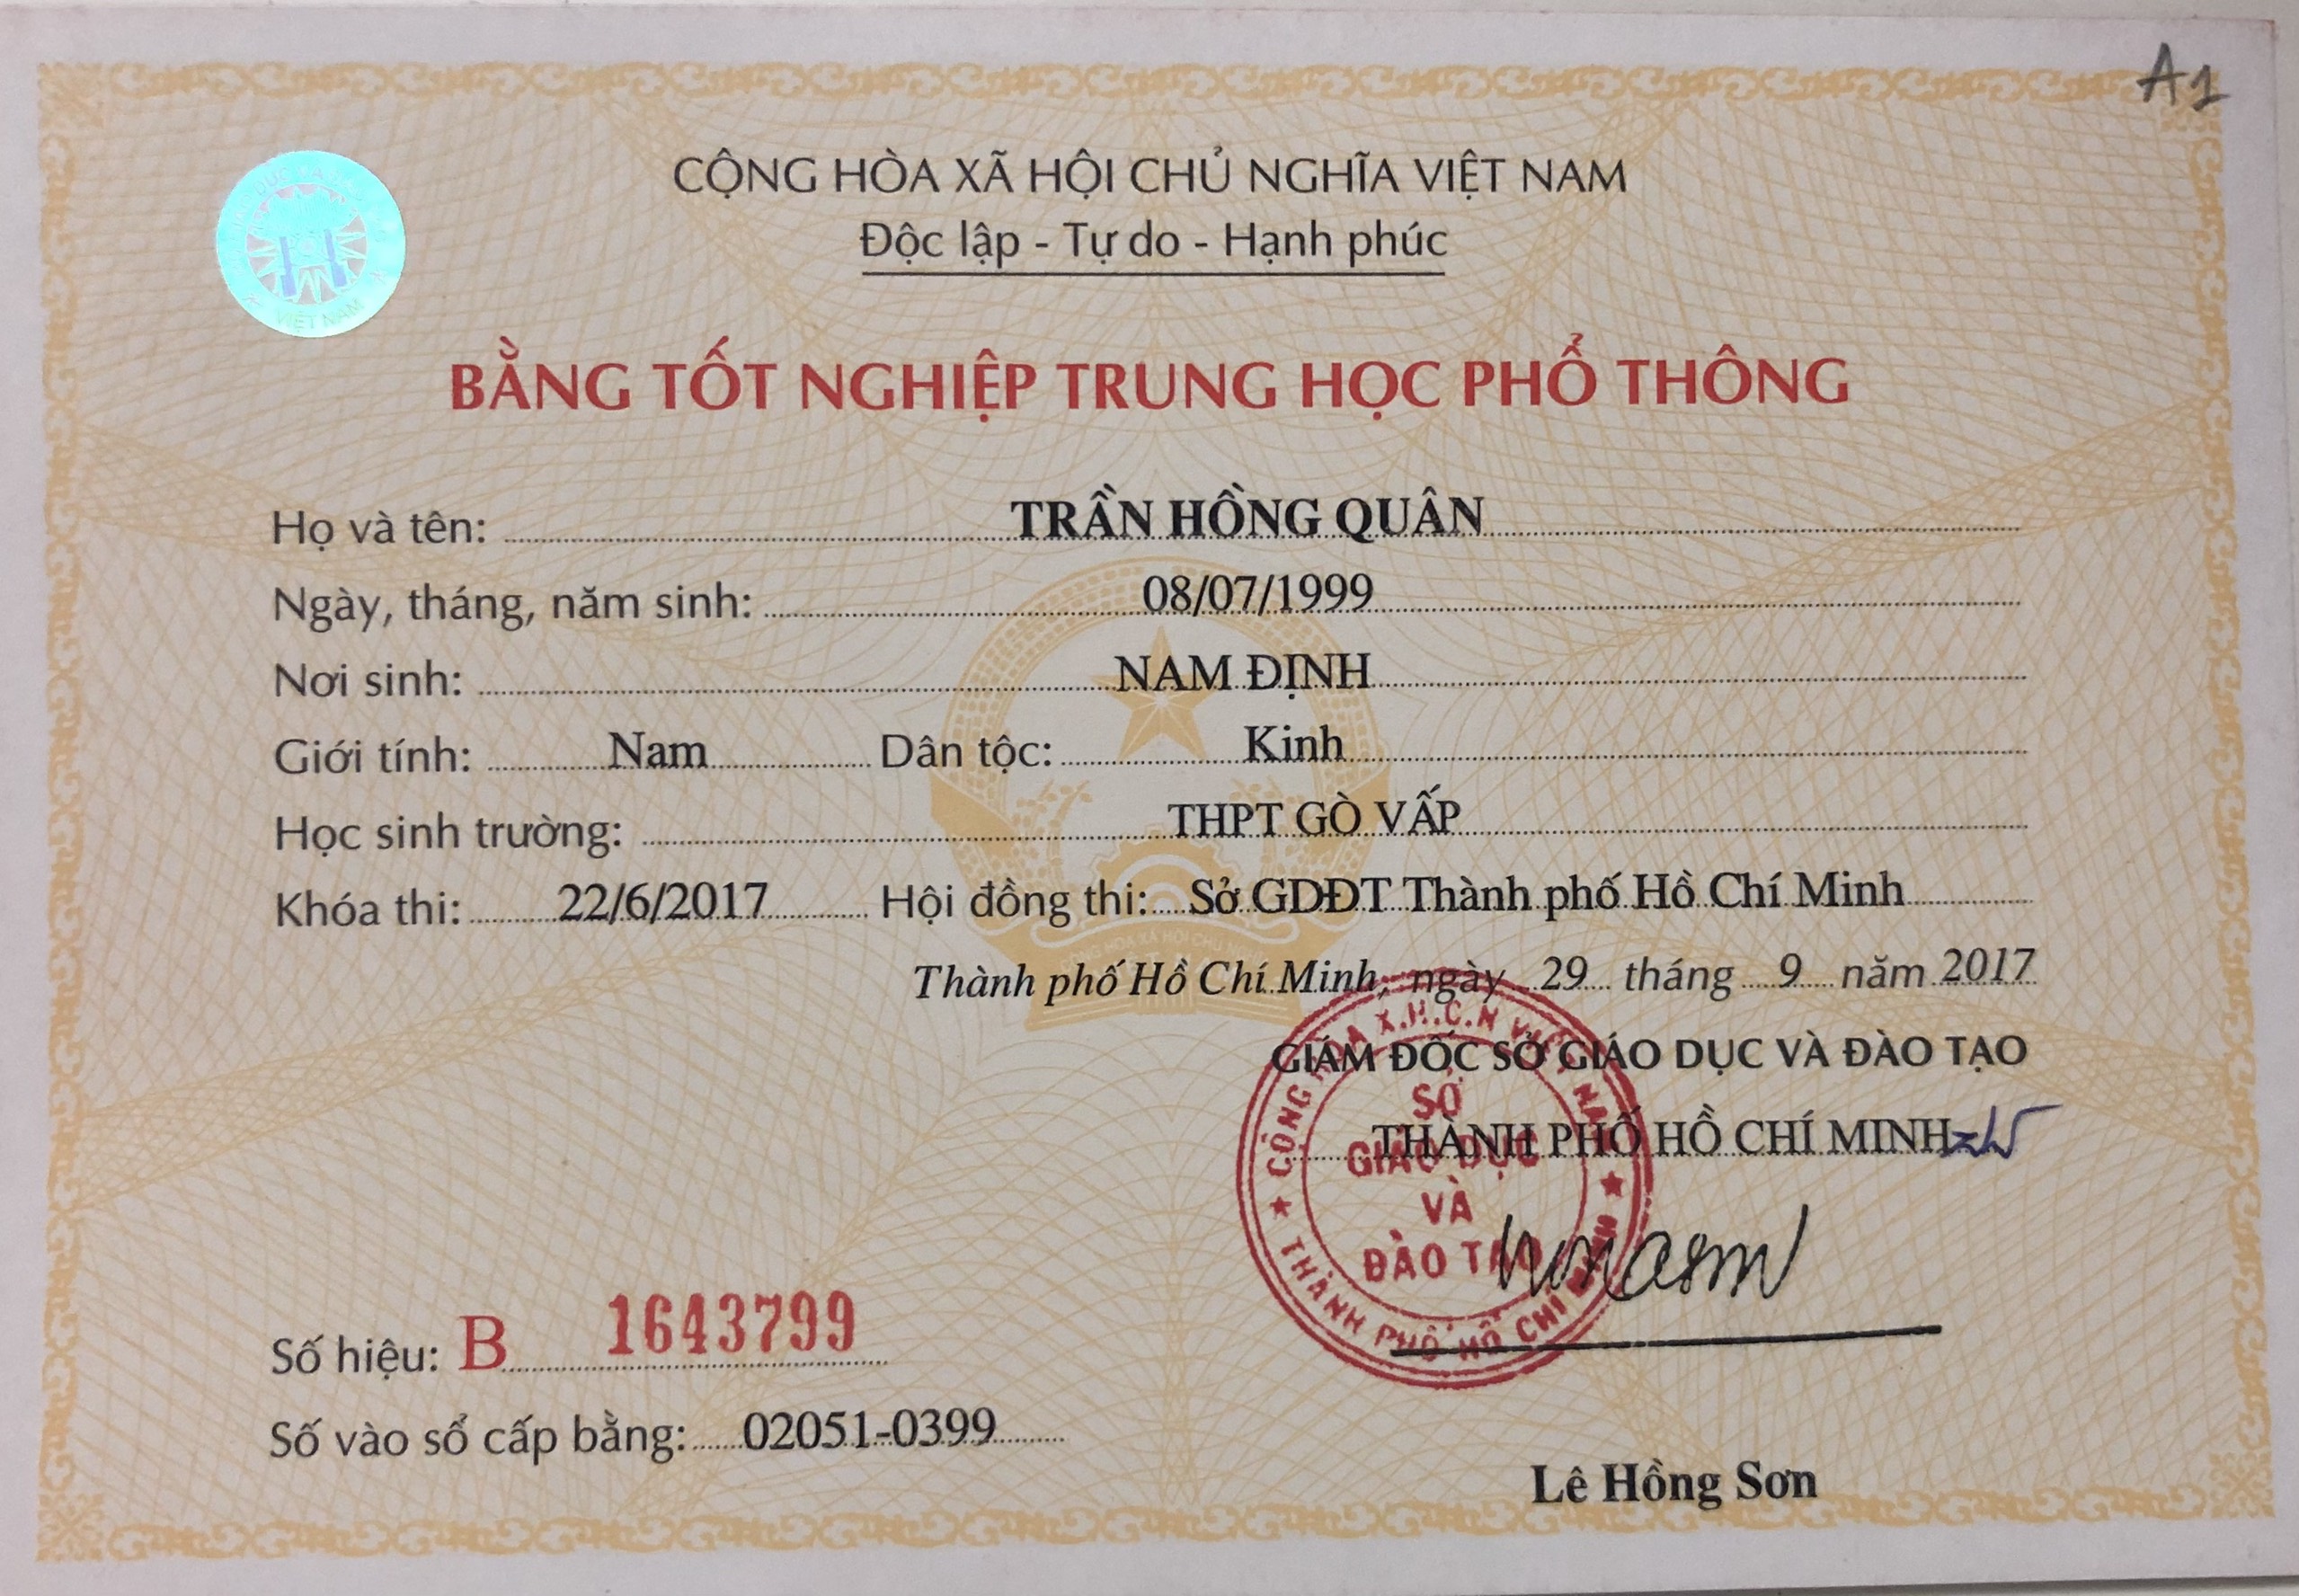 A1
CỘNG HÒA XÃ HỘI CHỦ NGHĨA VIỆT NAM
Độc lập - Tự do - Hạnh phúc
VIỆT NAM
BẰNG TỐT NGHIỆP TRUNG HỌC PHỔ THÔNG
Họ và tên: TRẦN HỒNG QUÂN
Ngày, tháng, năm sinh: 08/07/1999
Nơi sinh: NAM ĐỊNH
Giới tính: Nam Dân tộc: Kinh
Học sinh trường: THPT GÒ VẤP
Khóa thi: 22/6/2017 Hội đồng thi: Sở GDĐT Thành phố Hồ Chí Minh
Thành phố Hồ Chí Minh, ngày 29 tháng 9 năm 2017
GIÁM ĐỐC SỞ GIÁO DỤC VÀ ĐÀO TẠO
THÀNH PHỐ HỒ CHÍ MINH
CỘNG HÒA X.H.C.N VIỆT NAM
SỞ
GIÁO DỤC
VÀ
ĐÀO TẠO
THÀNH PHỐ HỒ CHÍ MINH
Số hiệu: B 1643799
Số vào sổ cấp bằng: 02051-0399
Lê Hồng Sơn